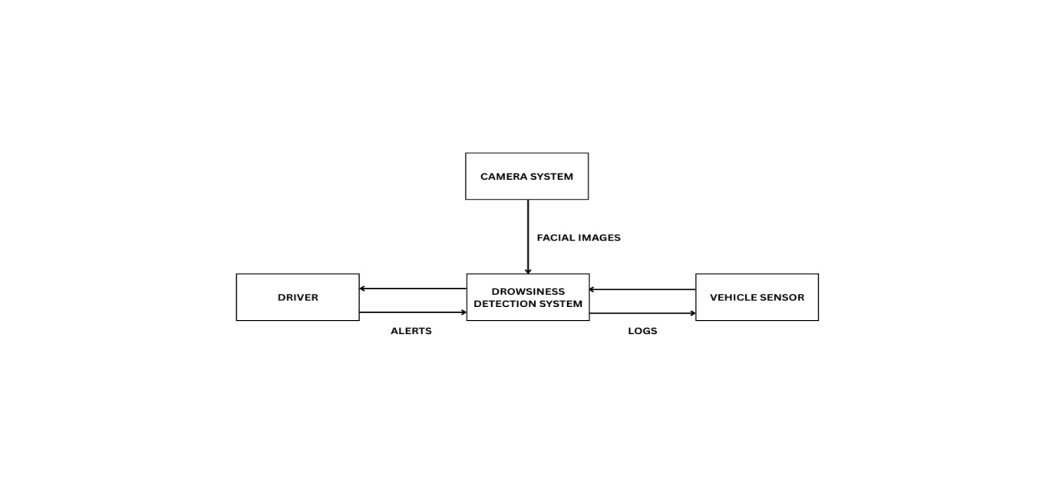 CAMERA SYSTEM
FACIAL IMAGES
DRIVER
DROWSINESS
DETECTION SYSTEM
VEHICLE SENSOR
ALERTS
LOGS